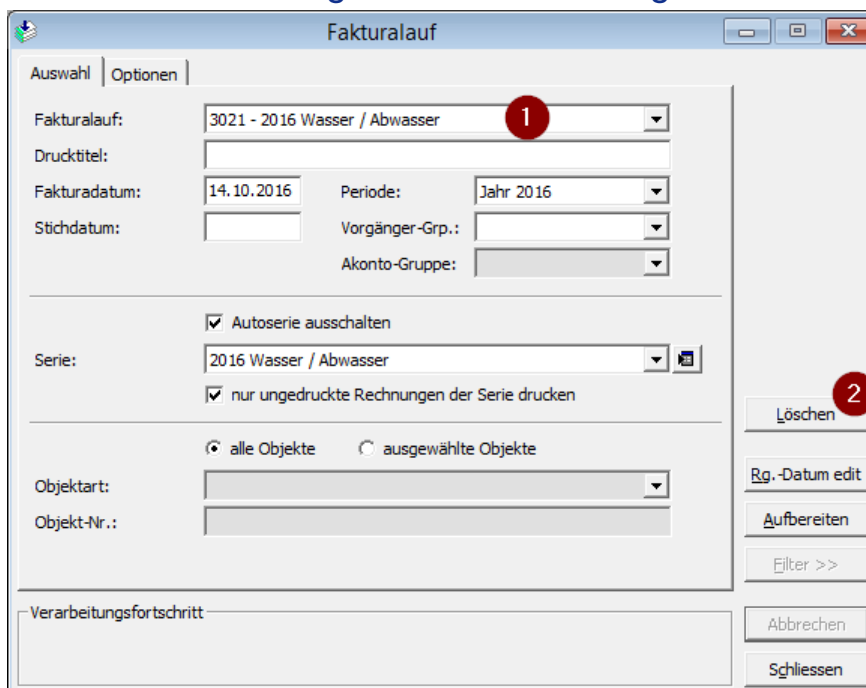 Fakturalauf
Auswahl Optionen
Fakturalauf: 3021 - 2016 Wasser / Abwasser 1
Drucktitel:
Fakturadatum: 14.10.2016 Periode: Jahr 2016
Stichdatum: Vorgänger-Grp.:
Akonto-Gruppe:
Autoserie ausschalten
Serie: 2016 Wasser / Abwasser
nur ungedruckte Rechnungen der Serie drucken
2
Löschen
alle Objekte ausgewählte Objekte
Rg.-Datum edit
Objektart:
Objekt-Nr.:
Aufbereiten
Filter >>
Verarbeitungsfortschritt
Abbrechen
Schliessen